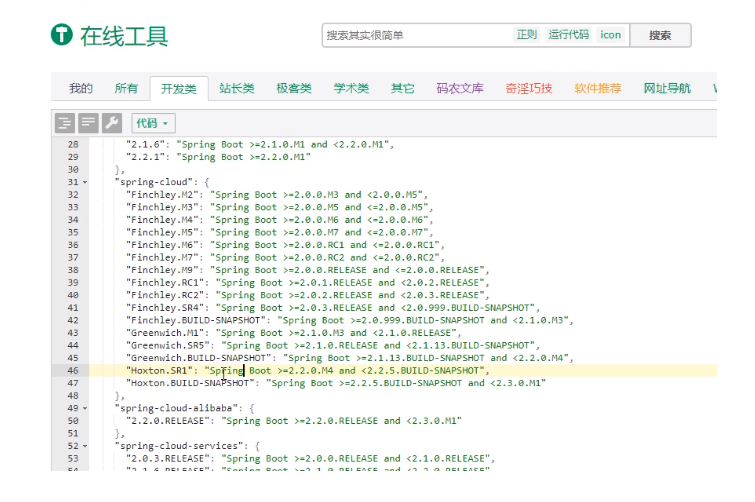 在线工具
搜索其实很简单 正则 运行代码 icon 搜索
我的 所有 开发类 站长类 极客类 学术类 其它 码农文库 奇淫巧技 软件推荐 网址导航
代码
28 "2.1.6": "Spring Boot >=2.1.0.M1 and <2.2.0.M1",
29 "2.2.1": "Spring Boot >=2.2.0.M1"
30 },
31 "spring-cloud": {
32 "Finchley.M2": "Spring Boot >=2.0.0.M3 and <2.0.0.M5",
33 "Finchley.M3": "Spring Boot >=2.0.0.M5 and <=2.0.0.M5",
34 "Finchley.M4": "Spring Boot >=2.0.0.M6 and <=2.0.0.M6",
35 "Finchley.M5": "Spring Boot >=2.0.0.M7 and <=2.0.0.M7",
36 "Finchley.M6": "Spring Boot >=2.0.0.RC1 and <=2.0.0.RC1",
37 "Finchley.M7": "Spring Boot >=2.0.0.RC2 and <=2.0.0.RC2",
38 "Finchley.M9": "Spring Boot >=2.0.0.RELEASE and <=2.0.0.RELEASE",
39 "Finchley.RC1": "Spring Boot >=2.0.1.RELEASE and <2.0.2.RELEASE",
40 "Finchley.RC2": "Spring Boot >=2.0.2.RELEASE and <2.0.3.RELEASE",
41 "Finchley.SR4": "Spring Boot >=2.0.3.RELEASE and <2.0.999.BUILD-SNAPSHOT",
42 "Finchley.BUILD-SNAPSHOT": "Spring Boot >=2.0.999.BUILD-SNAPSHOT and <2.1.0.M3",
43 "Greenwich.M1": "Spring Boot >=2.1.0.M3 and <2.1.0.RELEASE",
44 "Greenwich.SR5": "Spring Boot >=2.1.0.RELEASE and <2.1.13.BUILD-SNAPSHOT",
45 "Greenwich.BUILD-SNAPSHOT": "Spring Boot >=2.1.13.BUILD-SNAPSHOT and <2.2.0.M4",
46 "Hoxton.SR1": "Spring Boot >=2.2.0.M4 and <2.2.5.BUILD-SNAPSHOT",
47 "Hoxton.BUILD-SNAPSHOT": "Spring Boot >=2.2.5.BUILD-SNAPSHOT and <2.3.0.M1"
48 },
49 "spring-cloud-alibaba": {
50 "2.2.0.RELEASE": "Spring Boot >=2.2.0.RELEASE and <2.3.0.M1"
51 },
52 "spring-cloud-services": {
53 "2.0.3.RELEASE": "Spring Boot >=2.0.0.RELEASE and <2.1.0.RELEASE",
54 "2.1.6.RELEASE": "Spring Boot >=2.1.0.RELEASE and <2.2.0.RELEASE",